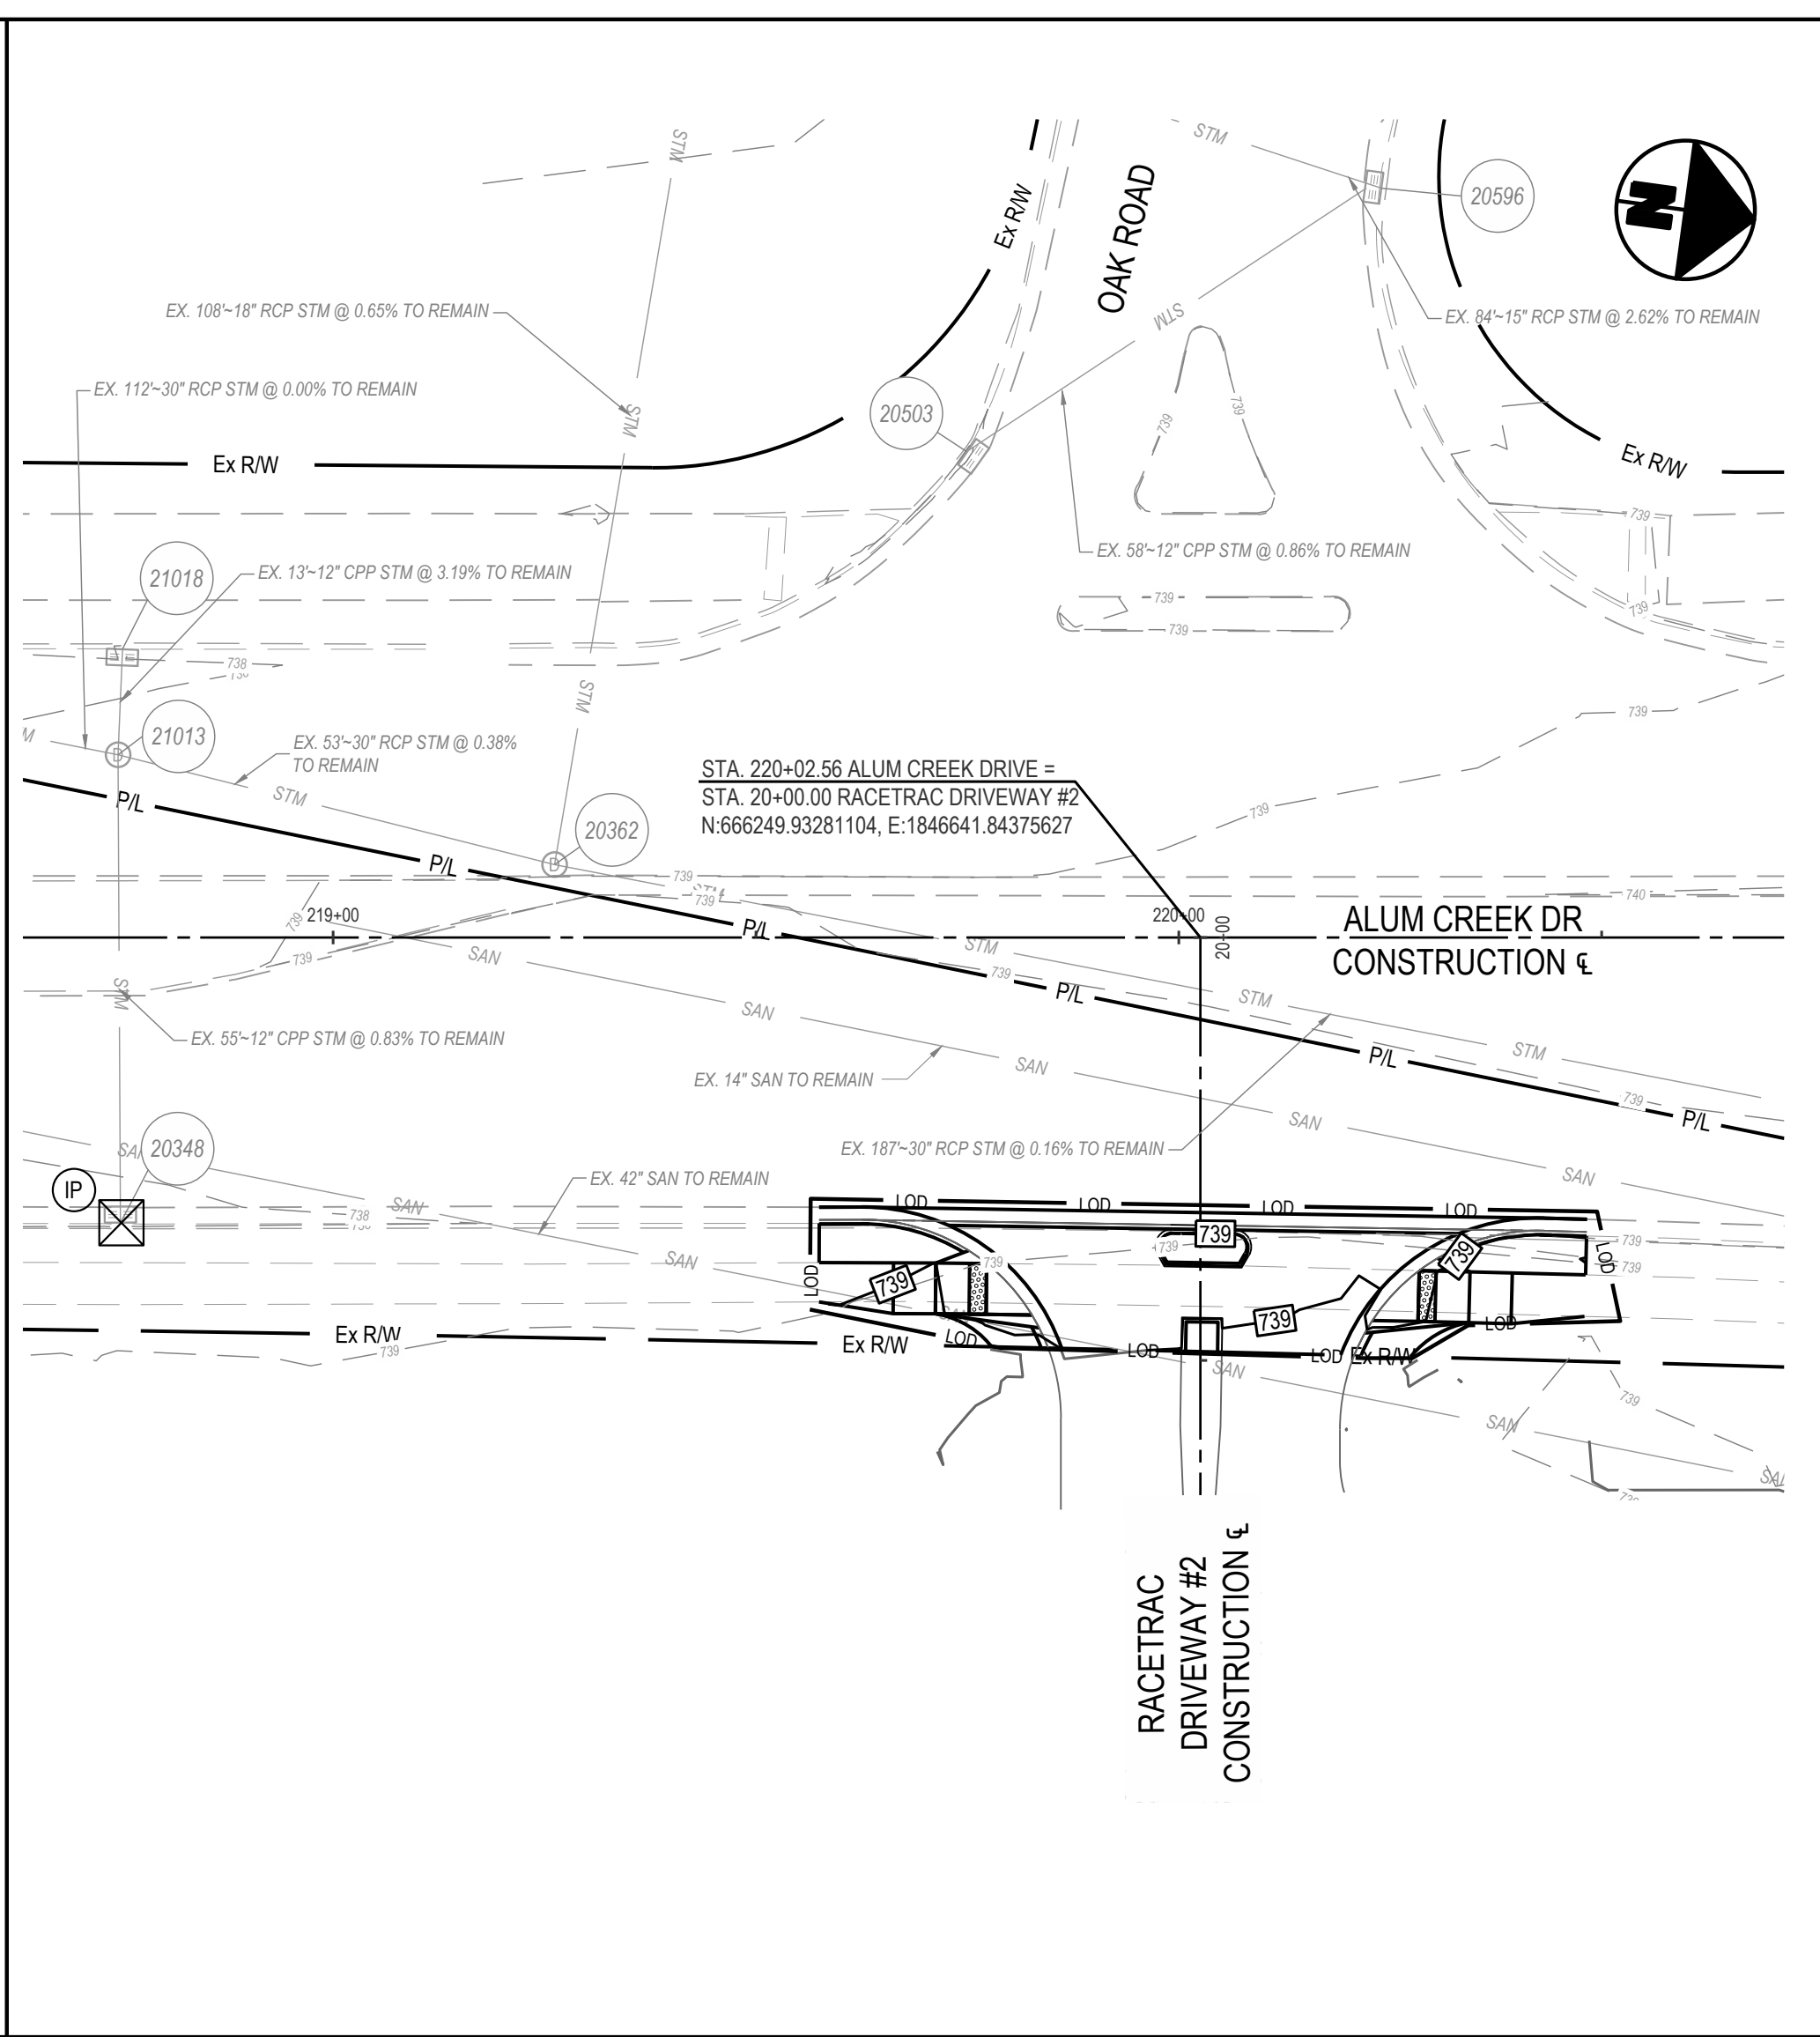 STM
STM
20596
N
Ex R/W
OAK ROAD
EX. 108'~18" RCP STM @ 0.65% TO REMAIN
STM
EX. 84'~15" RCP STM @ 2.62% TO REMAIN
EX. 112'~30" RCP STM @ 0.00% TO REMAIN
20503
STM
739
739
Ex R/W
Ex R/W
739
EX. 58'~12" CPP STM @ 0.86% TO REMAIN
21018
EX. 13'~12" CPP STM @ 3.19% TO REMAIN
739
739
739
738
STM
739
21013
EX. 53'~30" RCP STM @ 0.38%
TO REMAIN
STM
P/L
STA. 220+02.56 ALUM CREEK DRIVE =
STA. 20+00.00 RACETRAC DRIVEWAY #2
N:666249.93281104, E:1846641.84375627
739
20362
P/L
739
STM
739
740
739
219+00
P/L
220+00
20+00
ALUM CREEK DR
CONSTRUCTION ℄
739
SAN
STM
739
STM
P/L
STM
SAN
STM
EX. 55'~12" CPP STM @ 0.83% TO REMAIN
EX. 14" SAN TO REMAIN
SAN
P/L
739
P/L
SAN
20348
EX. 187'~30" RCP STM @ 0.16% TO REMAIN
SAN
IP
EX. 42" SAN TO REMAIN
SAN
738
SAN
LOD
LOD
LOD
LOD
739
739
739
739
739
739
SAN
LOD
739
739
LOD
739
LOD
Ex R/W
739
Ex R/W
LOD
LOD
LOD
Ex R/W
SAN
739
SAN
RACETRAC
DRIVEWAY #2
CONSTRUCTION ℄